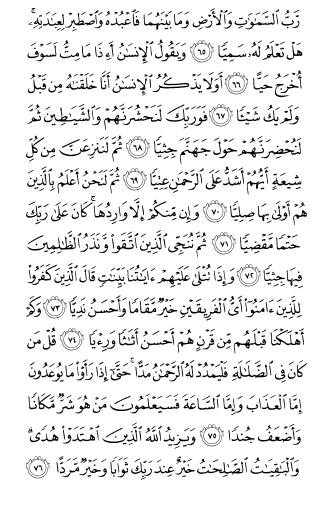 رَّبُّ ٱلسَّمَٰوَٰتِ وَٱلْأَرْضِ وَمَا بَيْنَهُمَا فَٱعْبُدْهُ وَٱصْطَبِرْ لِعِبَٰدَتِهِۦۚ
هَلْ تَعْلَمُ لَهُۥ سَمِيًّا ٦٥ وَيَقُولُ ٱلْإِنسَٰنُ أَءِذَا مَا مِتُّ لَسَوْفَ
أُخْرَجُ حَيًّا ٦٦ أَوَلَا يَذْكُرُ ٱلْإِنسَٰنُ أَنَّا خَلَقْنَٰهُ مِن قَبْلُ
وَلَمْ يَكُ شَيْـًٔا ٦٧ فَوَرَبِّكَ لَنَحْشُرَنَّهُمْ وَٱلشَّيَٰطِينَ ثُمَّ
لَنُحْضِرَنَّهُمْ حَوْلَ جَهَنَّمَ جِثِيًّا ٦٨ ثُمَّ لَنَنزِعَنَّ مِن كُلِّ
شِيعَةٍ أَيُّهُمْ أَشَدُّ عَلَى ٱلرَّحْمَٰنِ عِتِيًّا ٦٩ ثُمَّ لَنَحْنُ أَعْلَمُ بِٱلَّذِينَ
هُمْ أَوْلَىٰ بِهَا صِلِيًّا ٧٠ وَإِن مِّنكُمْ إِلَّا وَارِدُهَاۚ كَانَ عَلَىٰ رَبِّكَ
حَتْمًا مَّقْضِيًّا ٧١ ثُمَّ نُنَجِّى ٱلَّذِينَ ٱتَّقَوا۟ وَّنَذَرُ ٱلظَّٰلِمِينَ
فِيهَا جِثِيًّا ٧٢ وَإِذَا تُتْلَىٰ عَلَيْهِمْ ءَايَٰتُنَا بَيِّنَٰتٍ قَالَ ٱلَّذِينَ كَفَرُوا۟
لِلَّذِينَ ءَامَنُوٓا۟ أَىُّ ٱلْفَرِيقَيْنِ خَيْرٌ مَّقَامًا وَأَحْسَنُ نَدِيًّا ٧٣ وَكَمْ
أَهْلَكْنَا قَبْلَهُم مِّن قَرْنٍ هُمْ أَحْسَنُ أَثَٰثًا وَرِءْيًا ٧٤ قُلْ مَن
كَانَ فِى ٱلضَّلَٰلَةِ فَلْيَمْدُدْ لَهُ ٱلرَّحْمَٰنُ مَدًّاۚ حَتَّىٰٓ إِذَا رَأَوْا۟ مَا يُوعَدُونَ
إِمَّا ٱلْعَذَابَ وَإِمَّا ٱلسَّاعَةَ فَسَيَعْلَمُونَ مَنْ هُوَ شَرٌّ مَّكَانًا
وَأَضْعَفُ جُندًا ٧٥ وَيَزِيدُ ٱللَّهُ ٱلَّذِينَ ٱهْتَدَوْا۟ هُدًىۗ
وَٱلْبَٰقِيَٰتُ ٱلصَّٰلِحَٰتُ خَيْرٌ عِندَ رَبِّكَ ثَوَابًا وَخَيْرٌ مَّرَدًّا ٧٦